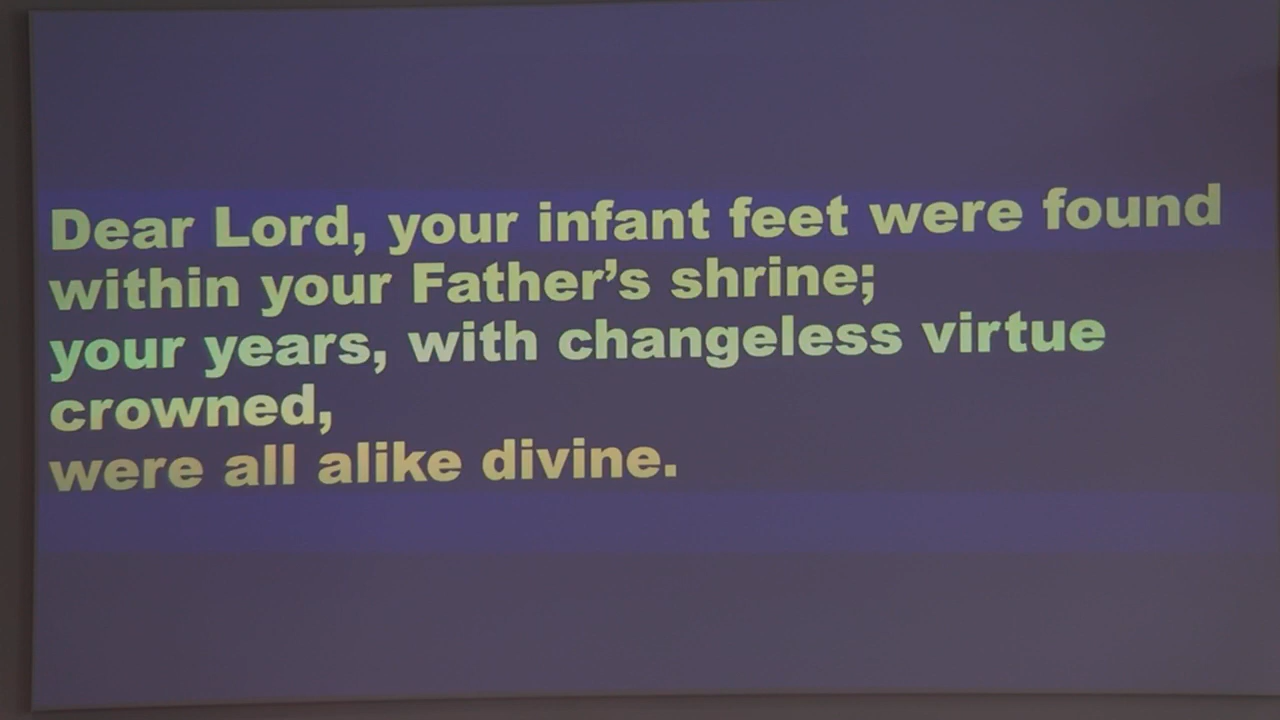 Dear Lord, your infant feet were found
within your Father’s shrine;
your years, with changeless virtue
crowned,
were all alike divine.